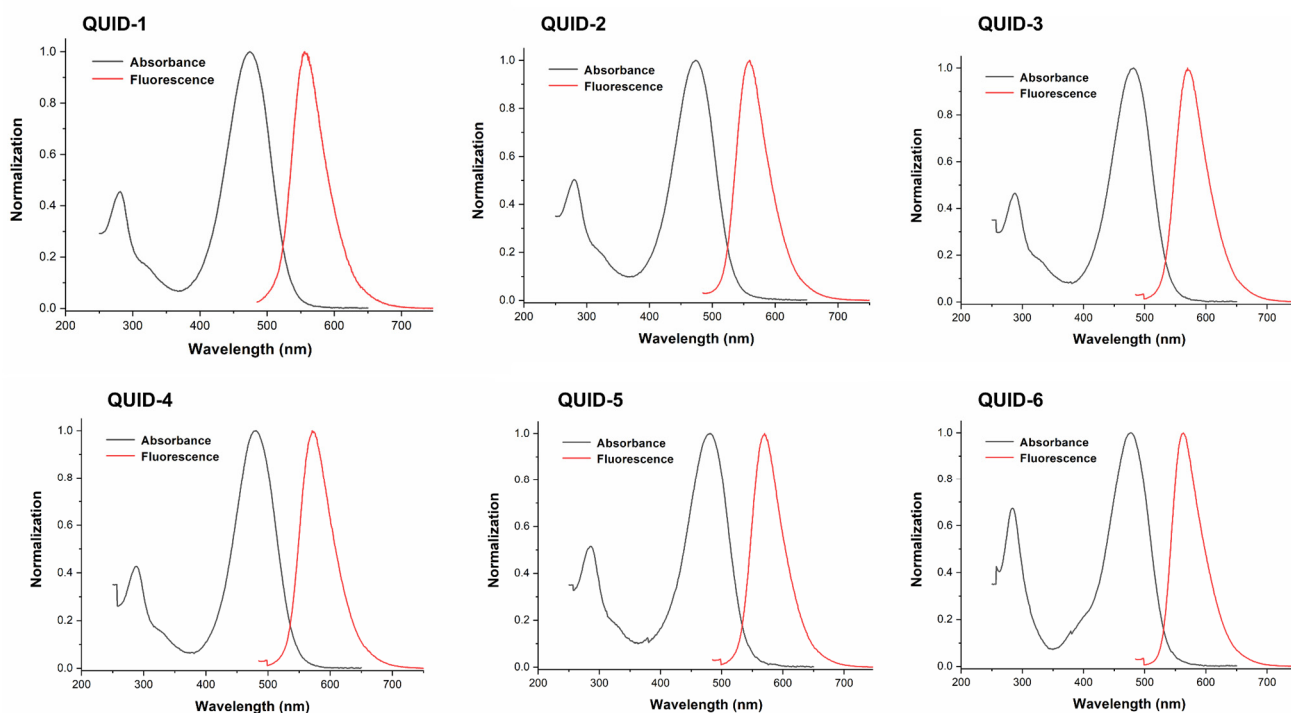 QUID-1
Absorbance
Fluorescence
Normalization
1.0
0.8
0.6
0.4
0.2
0.0
200 300 400 500 600 700
Wavelength (nm)
QUID-2
Absorbance
Fluorescence
Normalization
1.0
0.8
0.6
0.4
0.2
0.0
200 300 400 500 600 700
Wavelength (nm)
QUID-3
Absorbance
Fluorescence
Normalization
1.0
0.8
0.6
0.4
0.2
0.0
200 300 400 500 600 700
Wavelength (nm)
QUID-4
Absorbance
Fluorescence
Normalization
1.0
0.8
0.6
0.4
0.2
0.0
200 300 400 500 600 700
Wavelength (nm)
QUID-5
Absorbance
Fluorescence
Normalization
1.0
0.8
0.6
0.4
0.2
0.0
200 300 400 500 600 700
Wavelength (nm)
QUID-6
Absorbance
Fluorescence
Normalization
1.0
0.8
0.6
0.4
0.2
0.0
200 300 400 500 600 700
Wavelength (nm)